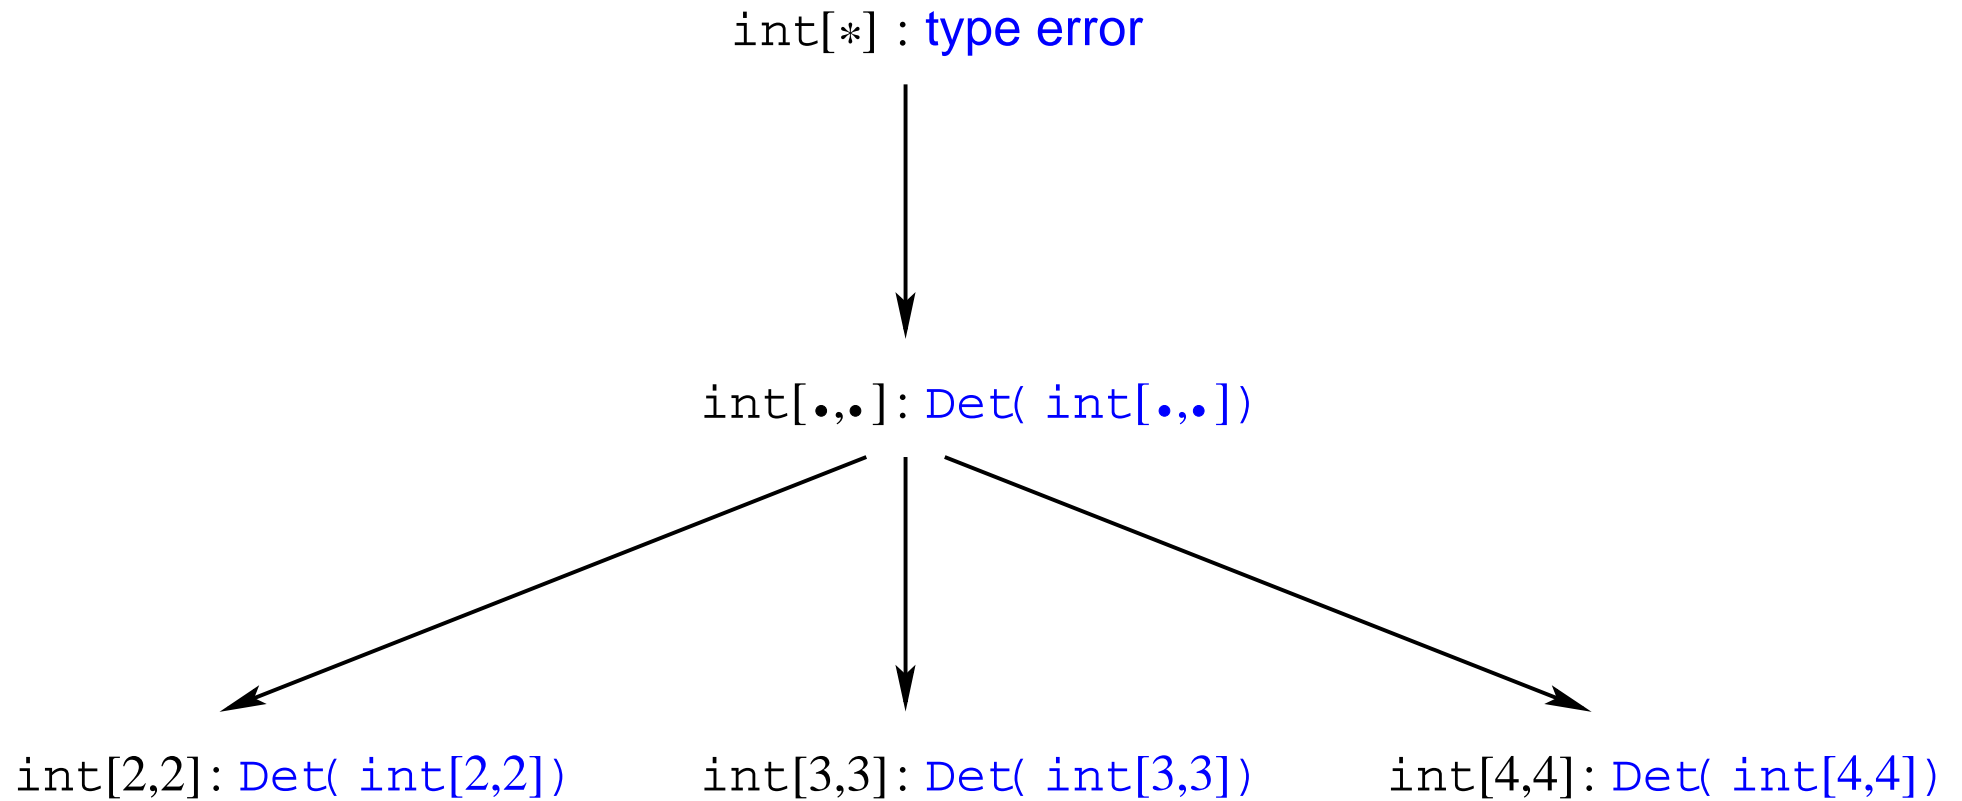 int[*] : type error
int[•,•]: Det( int[•,•])
int[2,2]: Det( int[2,2])
int[3,3]: Det( int[3,3])
int[4,4]: Det( int[4,4])